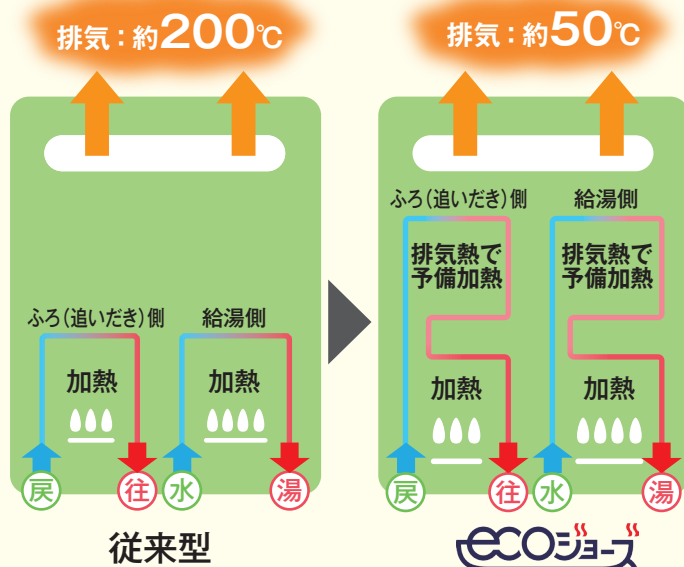 排気：約200℃
ふろ（追いだき）側
給湯側
加熱
加熱
戻
往
水
湯
従来型
排気：約50℃
ふろ（追いだき）側
給湯側
排気熱で
予備加熱
排気熱で
予備加熱
加熱
加熱
戻
往
水
湯
ecoジョーズ